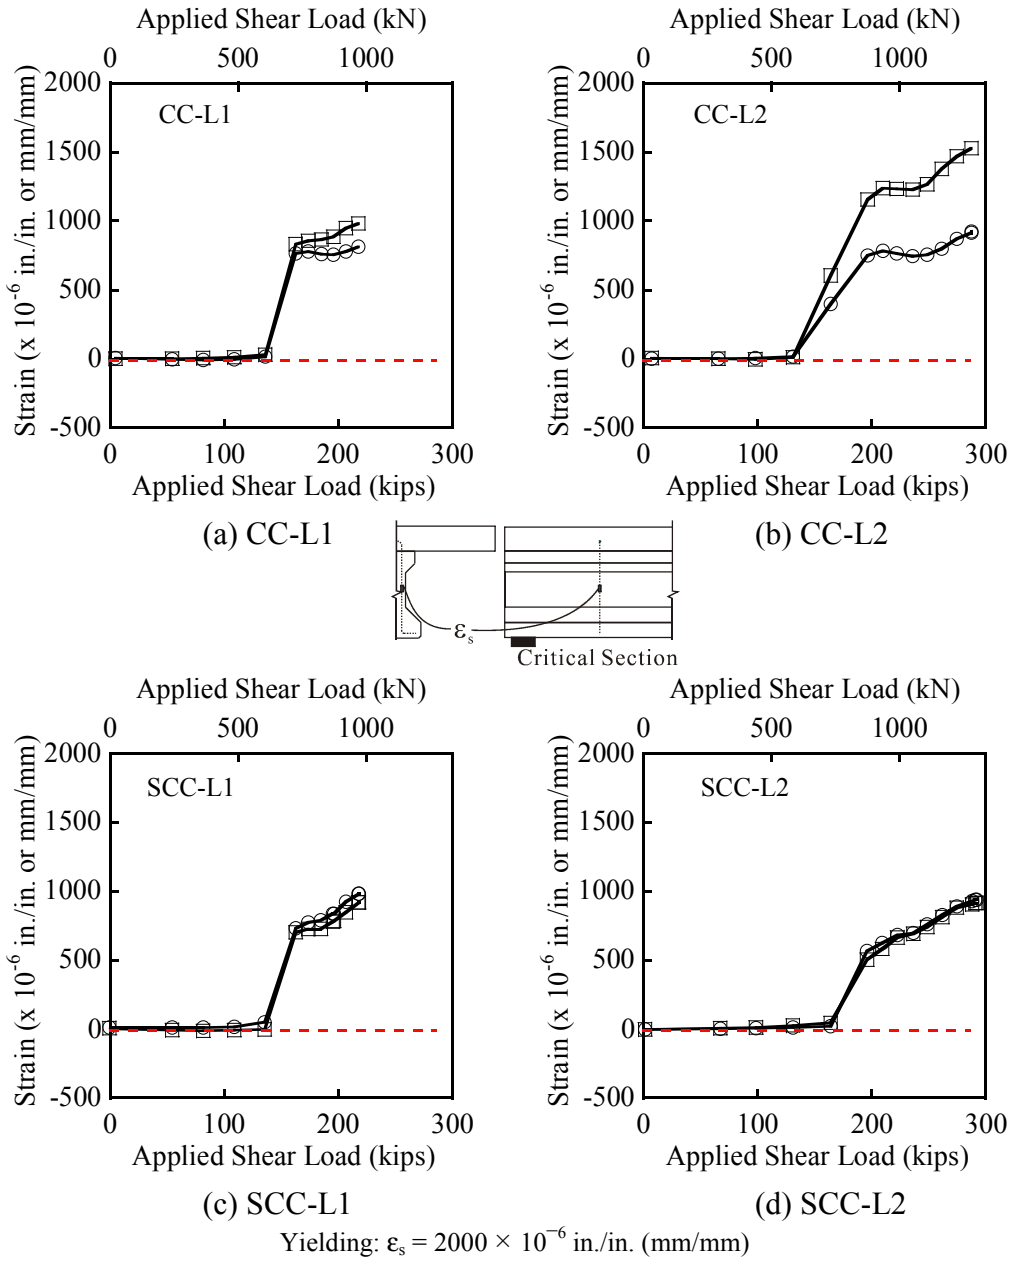 Applied Shear Load (kN)
0 500 1000
Strain (x 10⁻⁶ in./in. or mm/mm)
2000
1500
1000
500
0
-500
CC-L1
0 100 200 300
Applied Shear Load (kips)
(a) CC-L1
Applied Shear Load (kN)
0 500 1000
Strain (x 10⁻⁶ in./in. or mm/mm)
2000
1500
1000
500
0
-500
CC-L2
0 100 200 300
Applied Shear Load (kips)
(b) CC-L2
εs
Critical Section
Applied Shear Load (kN)
0 500 1000
Strain (x 10⁻⁶ in./in. or mm/mm)
2000
1500
1000
500
0
-500
SCC-L1
0 100 200 300
Applied Shear Load (kips)
(c) SCC-L1
Applied Shear Load (kN)
0 500 1000
Strain (x 10⁻⁶ in./in. or mm/mm)
2000
1500
1000
500
0
-500
SCC-L2
0 100 200 300
Applied Shear Load (kips)
(d) SCC-L2
Yielding: εs = 2000 × 10⁻⁶ in./in. (mm/mm)